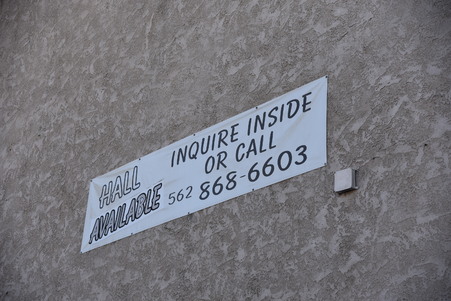 HALL
AVAILABLE
INQUIRE INSIDE
OR CALL
562 868-6603